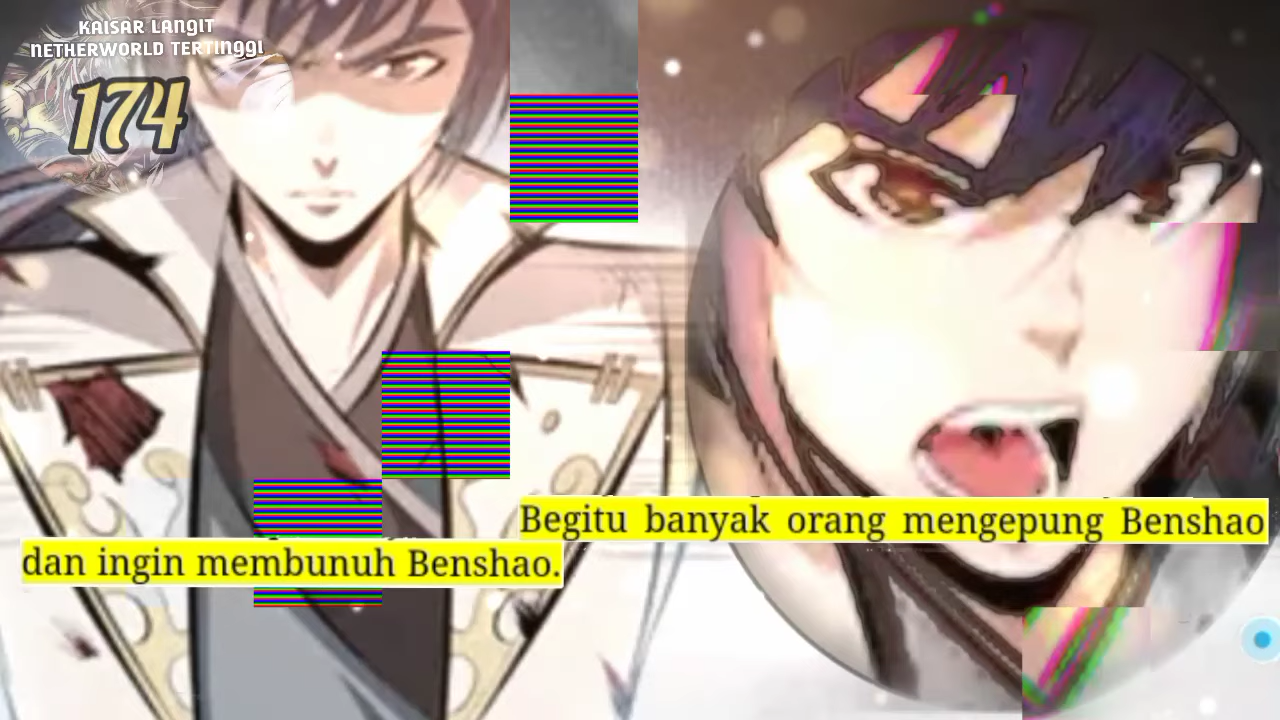 KAISAR LANGIT
NETHERWORLD TERTINGGI
174
Begitu banyak orang mengepung Benshao
dan ingin membunuh Benshao.